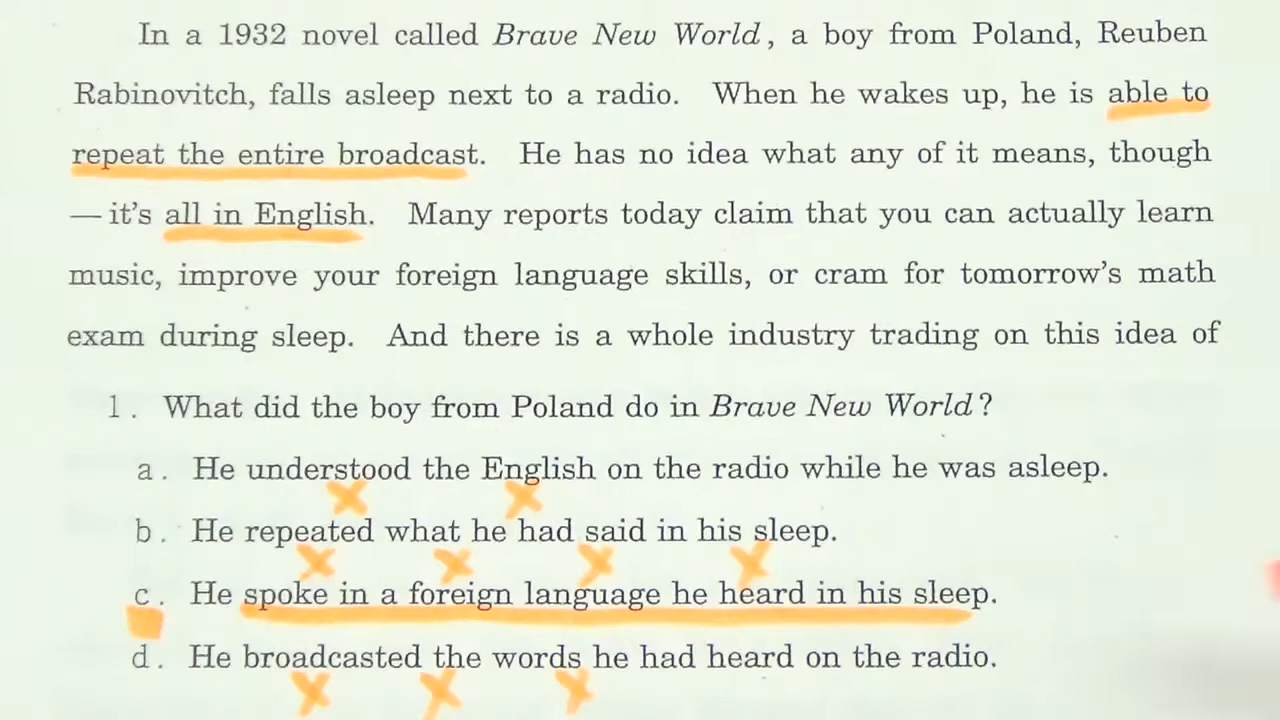 In a 1932 novel called Brave New World, a boy from Poland, Reuben
Rabinovitch, falls asleep next to a radio. When he wakes up, he is able to
repeat the entire broadcast. He has no idea what any of it means, though
—it's all in English. Many reports today claim that you can actually learn
music, improve your foreign language skills, or cram for tomorrow's math
exam during sleep. And there is a whole industry trading on this idea of
1. What did the boy from Poland do in Brave New World?
a. He understood the English on the radio while he was asleep.
b. He repeated what he had said in his sleep.
c. He spoke in a foreign language he heard in his sleep.
d. He broadcasted the words he had heard on the radio.